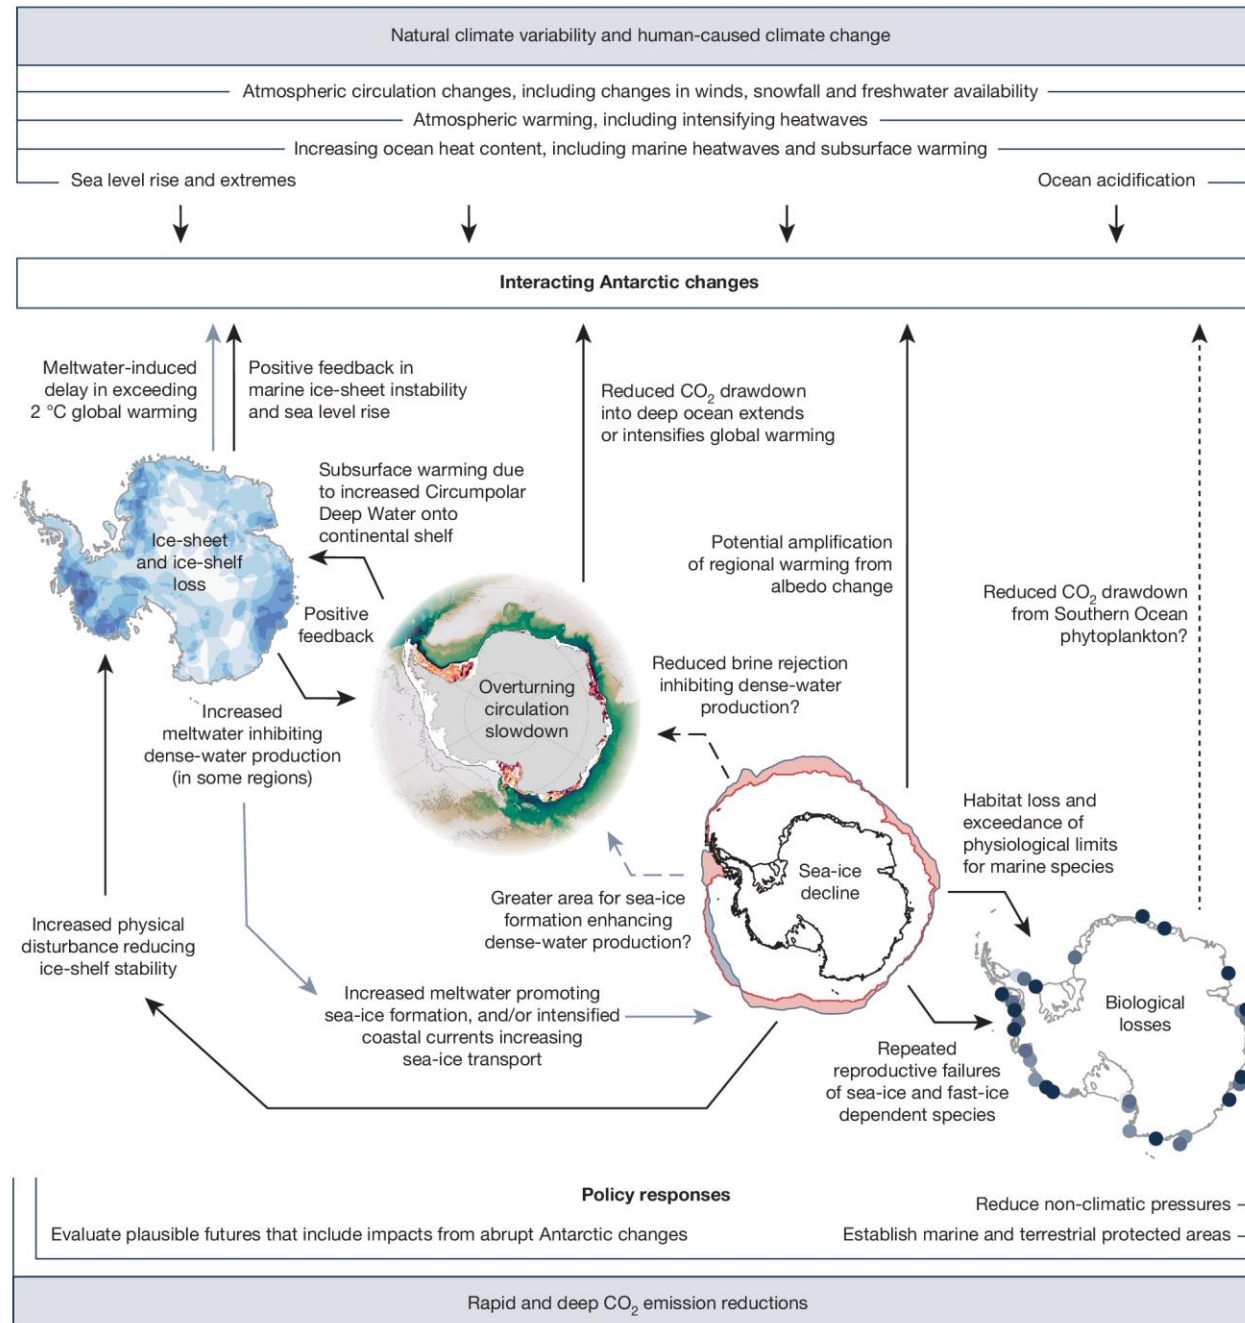 Natural climate variability and human-caused climate change
Atmospheric circulation changes, including changes in winds, snowfall and freshwater availability
Atmospheric warming, including intensifying heatwaves
Increasing ocean heat content, including marine heatwaves and subsurface warming
Sea level rise and extremes
Ocean acidification
Interacting Antarctic changes
Meltwater-induced
delay in exceeding
2 °C global warming
Positive feedback in
marine ice-sheet instability
and sea level rise
Reduced CO₂ drawdown
into deep ocean extends
or intensifies global warming
Subsurface warming due
to increased Circumpolar
Deep Water onto
continental shelf
Ice-sheet
and ice-shelf
loss
Potential amplification
of regional warming from
albedo change
Reduced CO₂ drawdown
from Southern Ocean
phytoplankton?
Positive
feedback
Reduced brine rejection
inhibiting dense-water
production?
Overturning
circulation
slowdown
Increased
meltwater inhibiting
dense-water production
(in some regions)
Habitat loss and
exceedance of
physiological limits
for marine species
Sea-ice
decline
Greater area for sea-ice
formation enhancing
dense-water production?
Increased physical
disturbance reducing
ice-shelf stability
Increased meltwater promoting
sea-ice formation, and/or intensified
coastal currents increasing
sea-ice transport
Biological
losses
Repeated
reproductive failures
of sea-ice and fast-ice
dependent species
Policy responses
Reduce non-climatic pressures
Evaluate plausible futures that include impacts from abrupt Antarctic changes
Establish marine and terrestrial protected areas
Rapid and deep CO₂ emission reductions